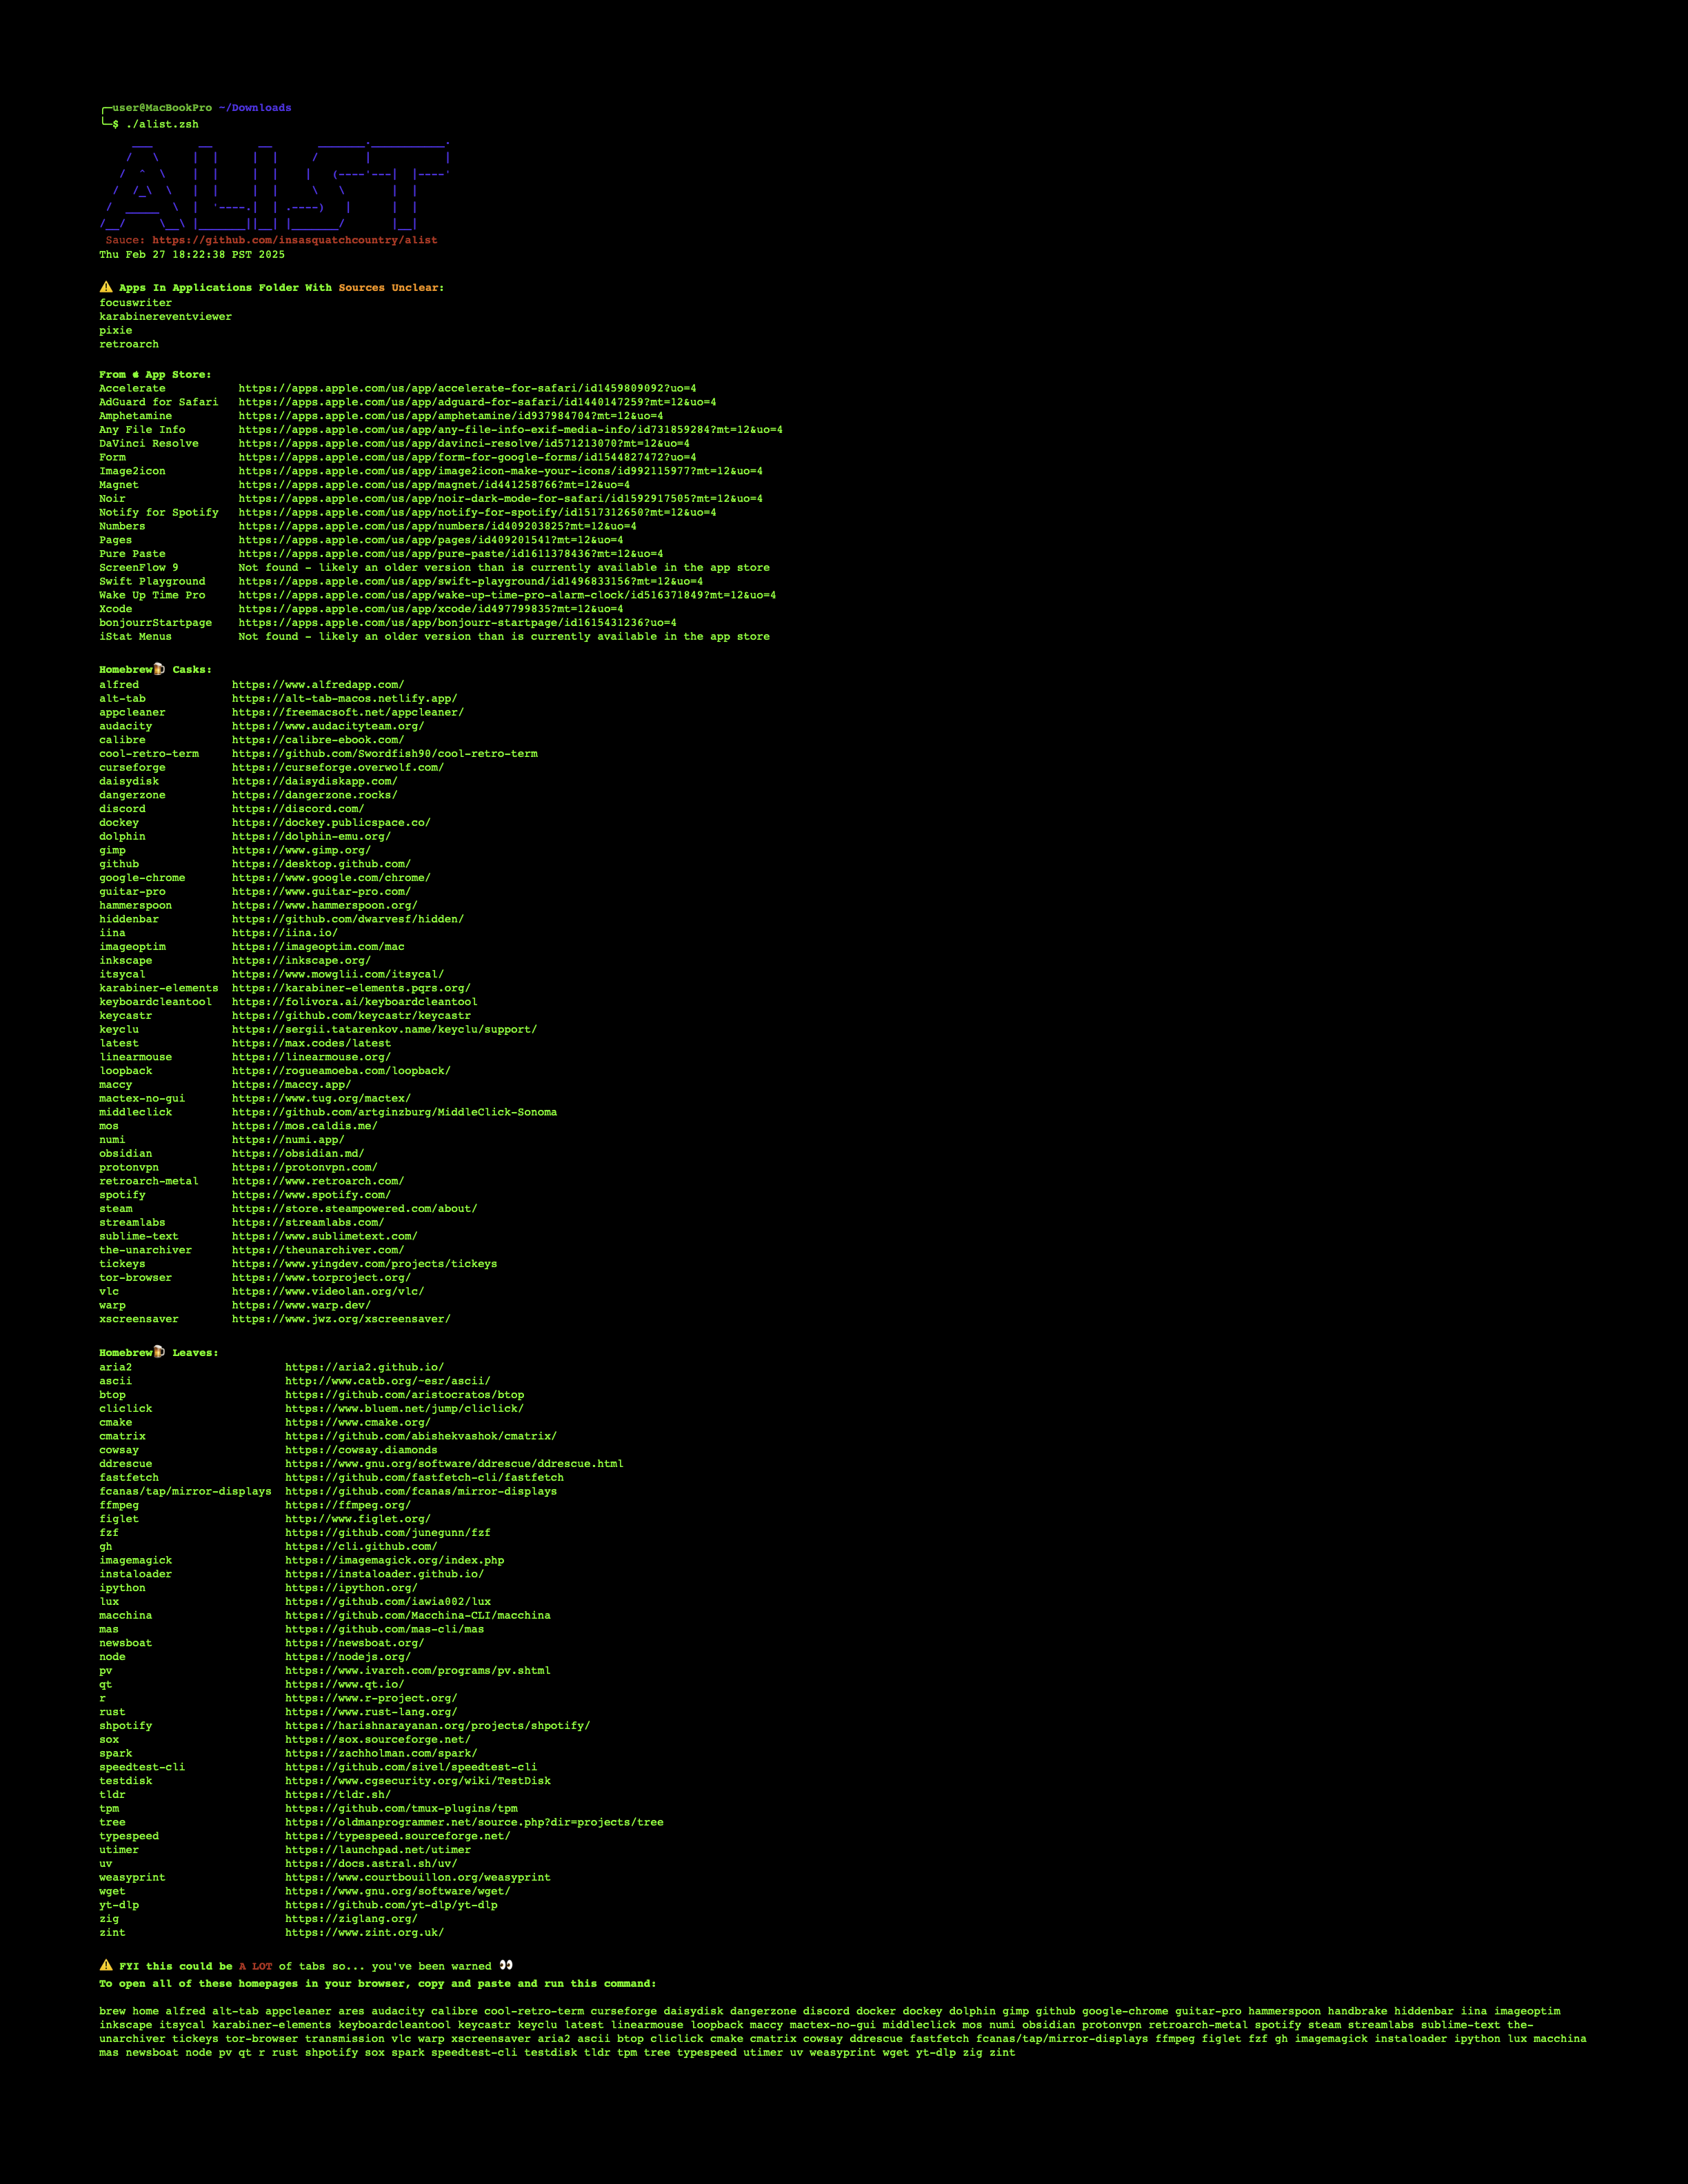 ╭─user@MacBookPro ~/Downloads
╰─$ ./alist.zsh
Sauce: https://github.com/insasquatchcountry/alist
Thu Feb 27 18:22:38 PST 2025
⚠️ Apps In Applications Folder With Sources Unclear:
focuswriter
karabinereventviewer
pixie
retroarch
From  App Store:
Accelerate https://apps.apple.com/us/app/accelerate-for-safari/id1459809092?uo=4
AdGuard for Safari https://apps.apple.com/us/app/adguard-for-safari/id1440147259?mt=12&uo=4
Amphetamine https://apps.apple.com/us/app/amphetamine/id937984704?mt=12&uo=4
Any File Info https://apps.apple.com/us/app/any-file-info-exif-media-info/id731859284?mt=12&uo=4
DaVinci Resolve https://apps.apple.com/us/app/davinci-resolve/id571213070?mt=12&uo=4
Form https://apps.apple.com/us/app/form-for-google-forms/id1544827472?uo=4
Image2icon https://apps.apple.com/us/app/image2icon-make-your-icons/id992115977?mt=12&uo=4
Magnet https://apps.apple.com/us/app/magnet/id441258766?mt=12&uo=4
Noir https://apps.apple.com/us/app/noir-dark-mode-for-safari/id1592917505?mt=12&uo=4
Notify for Spotify https://apps.apple.com/us/app/notify-for-spotify/id1517312650?mt=12&uo=4
Numbers https://apps.apple.com/us/app/numbers/id409203825?mt=12&uo=4
Pages https://apps.apple.com/us/app/pages/id409201541?mt=12&uo=4
Pure Paste https://apps.apple.com/us/app/pure-paste/id1611378436?mt=12&uo=4
ScreenFlow 9 Not found - likely an older version than is currently available in the app store
Swift Playground https://apps.apple.com/us/app/swift-playground/id1496833156?mt=12&uo=4
Wake Up Time Pro https://apps.apple.com/us/app/wake-up-time-pro-alarm-clock/id516371849?mt=12&uo=4
Xcode https://apps.apple.com/us/app/xcode/id497799835?mt=12&uo=4
bonjourrStartpage https://apps.apple.com/us/app/bonjourr-startpage/id1615431236?uo=4
iStat Menus Not found - likely an older version than is currently available in the app store
Homebrew🍺 Casks:
alfred https://www.alfredapp.com/
alt-tab https://alt-tab-macos.netlify.app/
appcleaner https://freemacsoft.net/appcleaner/
audacity https://www.audacityteam.org/
calibre https://calibre-ebook.com/
cool-retro-term https://github.com/Swordfish90/cool-retro-term
curseforge https://curseforge.overwolf.com/
daisydisk https://daisydiskapp.com/
dangerzone https://dangerzone.rocks/
discord https://discord.com/
dockey https://dockey.publicspace.co/
dolphin https://dolphin-emu.org/
gimp https://www.gimp.org/
github https://desktop.github.com/
google-chrome https://www.google.com/chrome/
guitar-pro https://www.guitar-pro.com/
hammerspoon https://www.hammerspoon.org/
hiddenbar https://github.com/dwarvesf/hidden/
iina https://iina.io/
imageoptim https://imageoptim.com/mac
inkscape https://inkscape.org/
itsycal https://www.mowglii.com/itsycal/
karabiner-elements https://karabiner-elements.pqrs.org/
keyboardcleantool https://folivora.ai/keyboardcleantool
keycastr https://github.com/keycastr/keycastr
keyclu https://sergii.tatarenkov.name/keyclu/support/
latest https://max.codes/latest
linearmouse https://linearmouse.org/
loopback https://rogueamoeba.com/loopback/
maccy https://maccy.app/
mactex-no-gui https://www.tug.org/mactex/
middleclick https://github.com/artginzburg/MiddleClick-Sonoma
mos https://mos.caldis.me/
numi https://numi.app/
obsidian https://obsidian.md/
protonvpn https://protonvpn.com/
retroarch-metal https://www.retroarch.com/
spotify https://www.spotify.com/
steam https://store.steampowered.com/about/
streamlabs https://streamlabs.com/
sublime-text https://www.sublimetext.com/
the-unarchiver https://theunarchiver.com/
tickeys https://www.yingdev.com/projects/tickeys
tor-browser https://www.torproject.org/
vlc https://www.videolan.org/vlc/
warp https://www.warp.dev/
xscreensaver https://www.jwz.org/xscreensaver/
Homebrew🍺 Leaves:
aria2 https://aria2.github.io/
ascii http://www.catb.org/~esr/ascii/
btop https://github.com/aristocratos/btop
cliclick https://www.bluem.net/jump/cliclick/
cmake https://www.cmake.org/
cmatrix https://github.com/abishekvashok/cmatrix/
cowsay https://cowsay.diamonds
ddrescue https://www.gnu.org/software/ddrescue/ddrescue.html
fastfetch https://github.com/fastfetch-cli/fastfetch
fcanas/tap/mirror-displays https://github.com/fcanas/mirror-displays
ffmpeg https://ffmpeg.org/
figlet http://www.figlet.org/
fzf https://github.com/junegunn/fzf
gh https://cli.github.com/
imagemagick https://imagemagick.org/index.php
instaloader https://instaloader.github.io/
ipython https://ipython.org/
lux https://github.com/iawia002/lux
macchina https://github.com/Macchina-CLI/macchina
mas https://github.com/mas-cli/mas
newsboat https://newsboat.org/
node https://nodejs.org/
pv https://www.ivarch.com/programs/pv.shtml
qt https://www.qt.io/
r https://www.r-project.org/
rust https://www.rust-lang.org/
shpotify https://harishnarayanan.org/projects/shpotify/
sox https://sox.sourceforge.net/
spark https://zachholman.com/spark/
speedtest-cli https://github.com/sivel/speedtest-cli
testdisk https://www.cgsecurity.org/wiki/TestDisk
tldr https://tldr.sh/
tpm https://github.com/tmux-plugins/tpm
tree https://oldmanprogrammer.net/source.php?dir=projects/tree
typespeed https://typespeed.sourceforge.net/
utimer https://launchpad.net/utimer
uv https://docs.astral.sh/uv/
weasyprint https://www.courtbouillon.org/weasyprint
wget https://www.gnu.org/software/wget/
yt-dlp https://github.com/yt-dlp/yt-dlp
zig https://ziglang.org/
zint https://www.zint.org.uk/
⚠️ FYI this could be A LOT of tabs so... you've been warned 👀
To open all of these homepages in your browser, copy and paste and run this command:
brew home alfred alt-tab appcleaner ares audacity calibre cool-retro-term curseforge daisydisk dangerzone discord docker dockey dolphin gimp github google-chrome guitar-pro hammerspoon handbrake hiddenbar iina imageoptim
inkscape itsycal karabiner-elements keyboardcleantool keycastr keyclu latest linearmouse loopback maccy mactex-no-gui middleclick mos numi obsidian protonvpn retroarch-metal spotify steam streamlabs sublime-text the-
unarchiver tickeys tor-browser transmission vlc warp xscreensaver aria2 ascii btop cliclick cmake cmatrix cowsay ddrescue fastfetch fcanas/tap/mirror-displays ffmpeg figlet fzf gh imagemagick instaloader ipython lux macchina
mas newsboat node pv qt r rust shpotify sox spark speedtest-cli testdisk tldr tpm tree typespeed utimer uv weasyprint wget yt-dlp zig zint